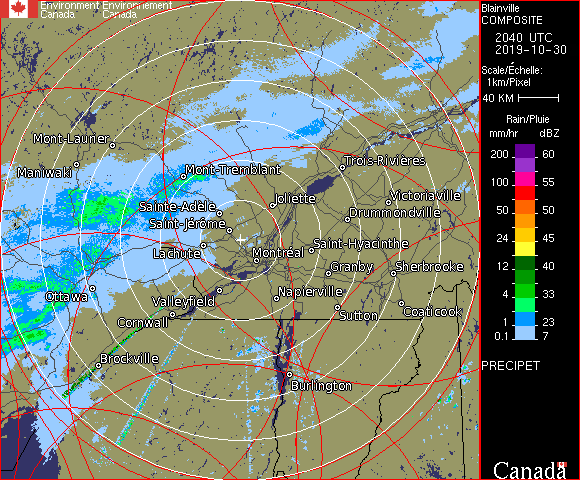 Environment Environnement
Canada Canada
Blainville
COMPOSITE
2040 UTC
2019-10-30
Scale/Échelle:
1km/Pixel
40 KM
Rain/Pluie
mm/hr dBZ
200 60
150 57
100 55
50 50
24 45
12 40
4 33
1 23
0.1 7
PRECIPET
Canada
Mont-Laurier
Maniwaki
Mont-Tremblant
Trois-Rivières
Sainte-Adèle
Joliette
Victoriaville
Drummondville
Saint-Jérôme
Saint-Hyacinthe
Lachute
Montréal
Granby
Sherbrooke
Ottawa
Valleyfield
Napierville
Coaticook
Sutton
Cornwall
Brockville
Burlington